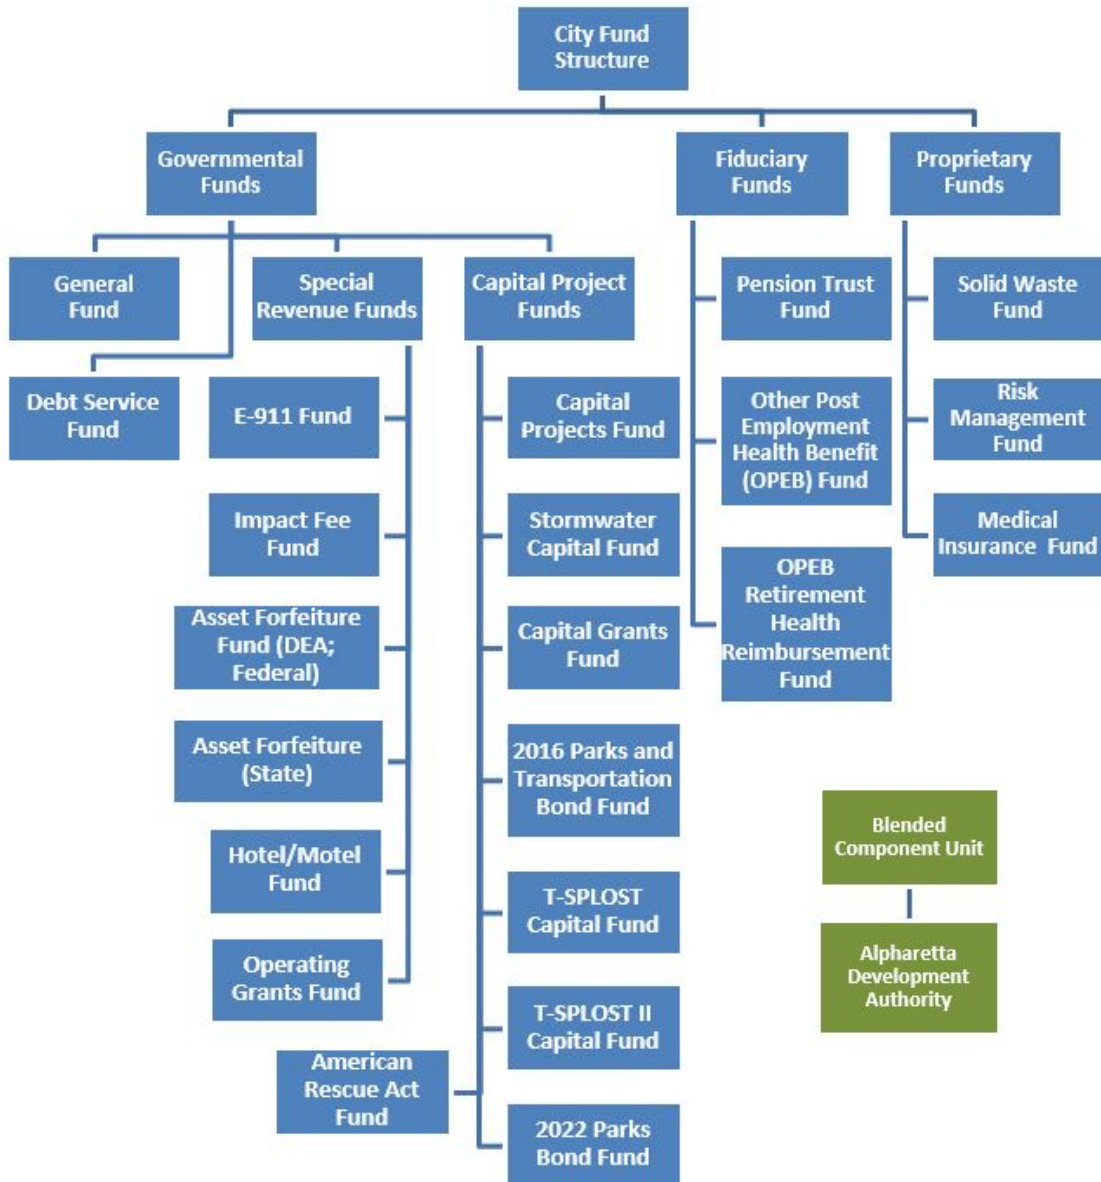 City Fund
Structure
Governmental
Funds
Fiduciary
Funds
Proprietary
Funds
General
Fund
Special
Revenue Funds
Capital Project
Funds
Pension Trust
Fund
Solid Waste
Fund
Debt Service
Fund
E-911 Fund
Capital
Projects Fund
Other Post
Employment
Health Benefit
(OPEB) Fund
Risk
Management
Fund
Impact Fee
Fund
Stormwater
Capital Fund
Medical
Insurance Fund
Asset Forfeiture
Fund (DEA;
Federal)
Capital Grants
Fund
OPEB
Retirement
Health
Reimbursement
Fund
Asset Forfeiture
(State)
2016 Parks and
Transportation
Bond Fund
Hotel/Motel
Fund
T-SPLOST
Capital Fund
Operating
Grants Fund
T-SPLOST II
Capital Fund
American
Rescue Act
Fund
2022 Parks
Bond Fund
Blended
Component Unit
Alpharetta
Development
Authority